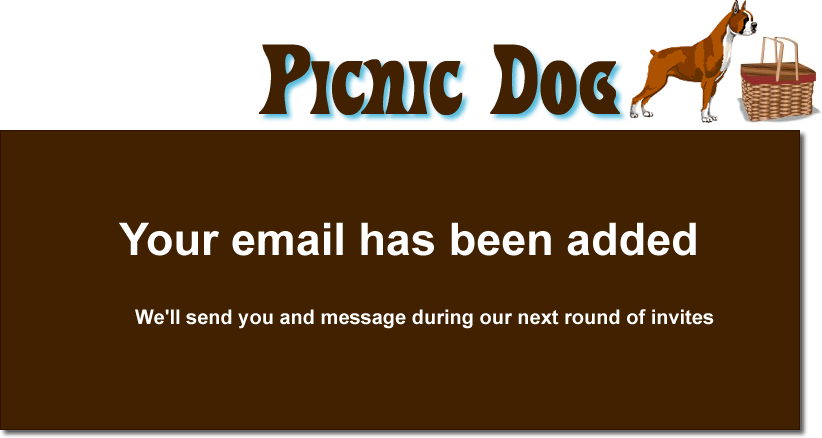 Picnic Dog
Your email has been added
We'll send you and message during our next round of invites